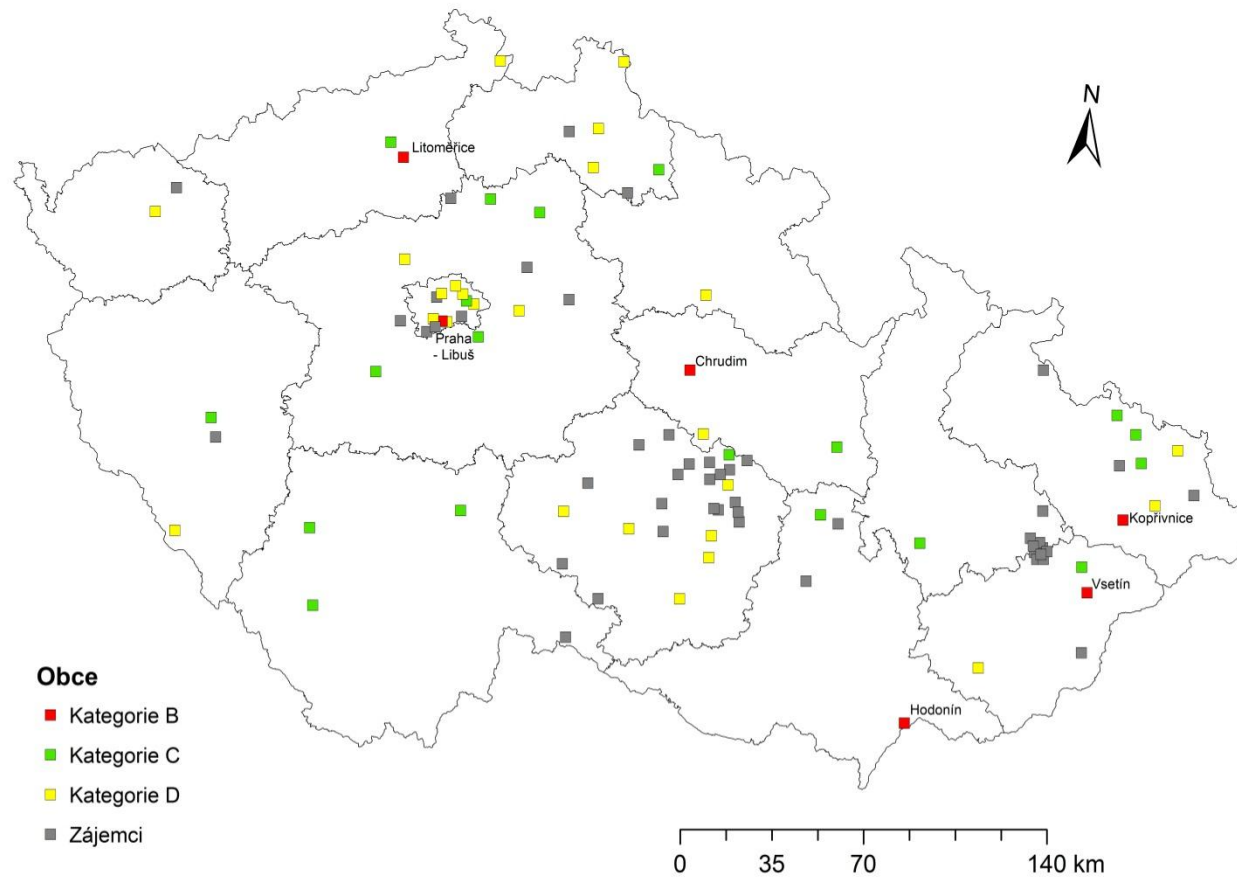 N
Litoměřice
Praha
- Libuš
Chrudim
Kopřivnice
Vsetín
Hodonín
Obce
Kategorie B
Kategorie C
Kategorie D
Zájemci
0 35 70 140 km